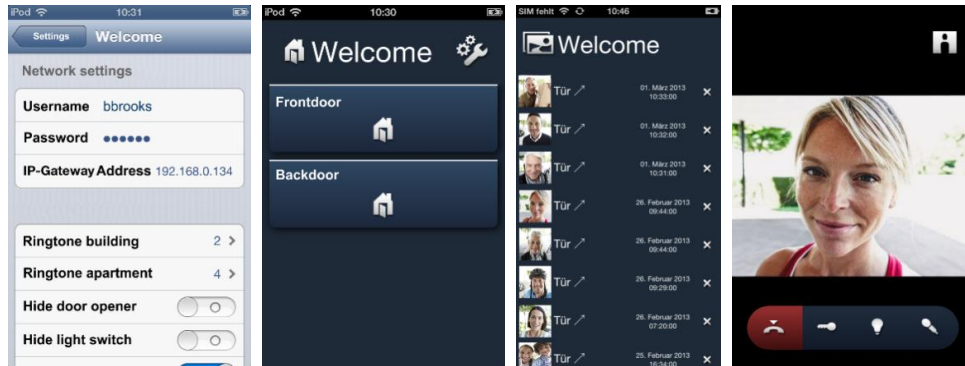 iPod 10:31
Settings Welcome
Network settings
Username bbrooks
Password ●●●●●●
IP-Gateway Address 192.168.0.134
Ringtone building 2
Ringtone apartment 4
Hide door opener
Hide light switch
iPod 10:30
Welcome
Frontdoor
Backdoor
SIM fehlt 10:46
Welcome
Tür 01. März 2013
10:33:00
Tür 01. März 2013
10:32:00
Tür 01. März 2013
10:31:00
Tür 26. Februar 2013
09:44:00
Tür 26. Februar 2013
09:44:00
Tür 26. Februar 2013
09:29:00
Tür 26. Februar 2013
07:20:00
Tür 25. Februar 2013
16:34:00